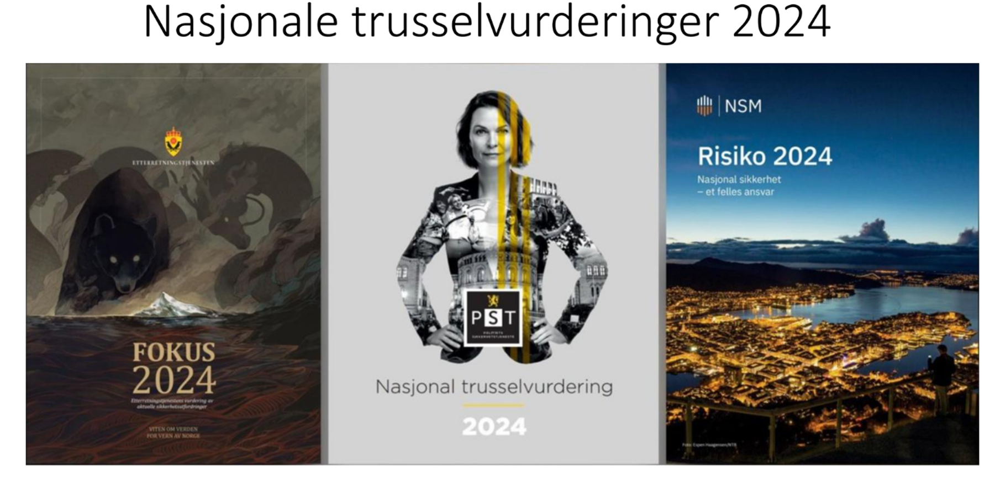 Nasjonale trusselvurderinger 2024
ETTERRETNINGSTJENESTEN
FOKUS
2024
Etterretningstjenestens vurdering av
aktuelle sikkerhetsutfordringer
VITEN OM VERDEN
FOR VERN AV NORGE
PST
POLITIETS
SIKKERHETSTJENESTE
Nasjonal trusselvurdering
2024
NSM
Risiko 2024
Nasjonal sikkerhet
– et felles ansvar
Foto: Espen Haagensen/NTB